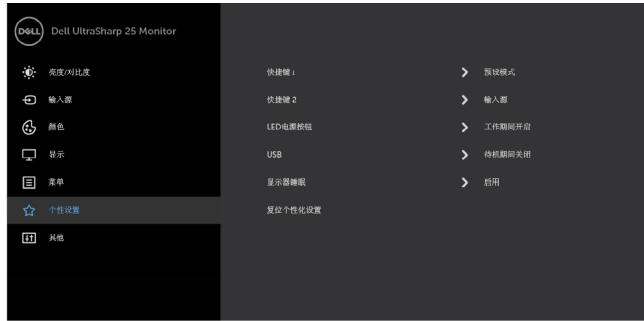 DELL
Dell UltraSharp 25 Monitor
亮度/对比度
输入源
颜色
显示
菜单
个性设置
其他
快捷键 1
预设模式
快捷键 2
输入源
LED电源按钮
工作期间开启
USB
待机期间关闭
显示器睡眠
启用
复位个性化设置